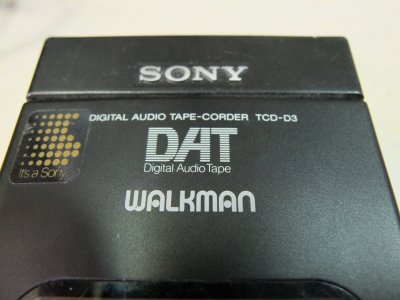 SONY
DIGITAL AUDIO TAPE-CORDER TCD-D3
DAT
Digital Audio Tape
It's a Sony
WALKMAN